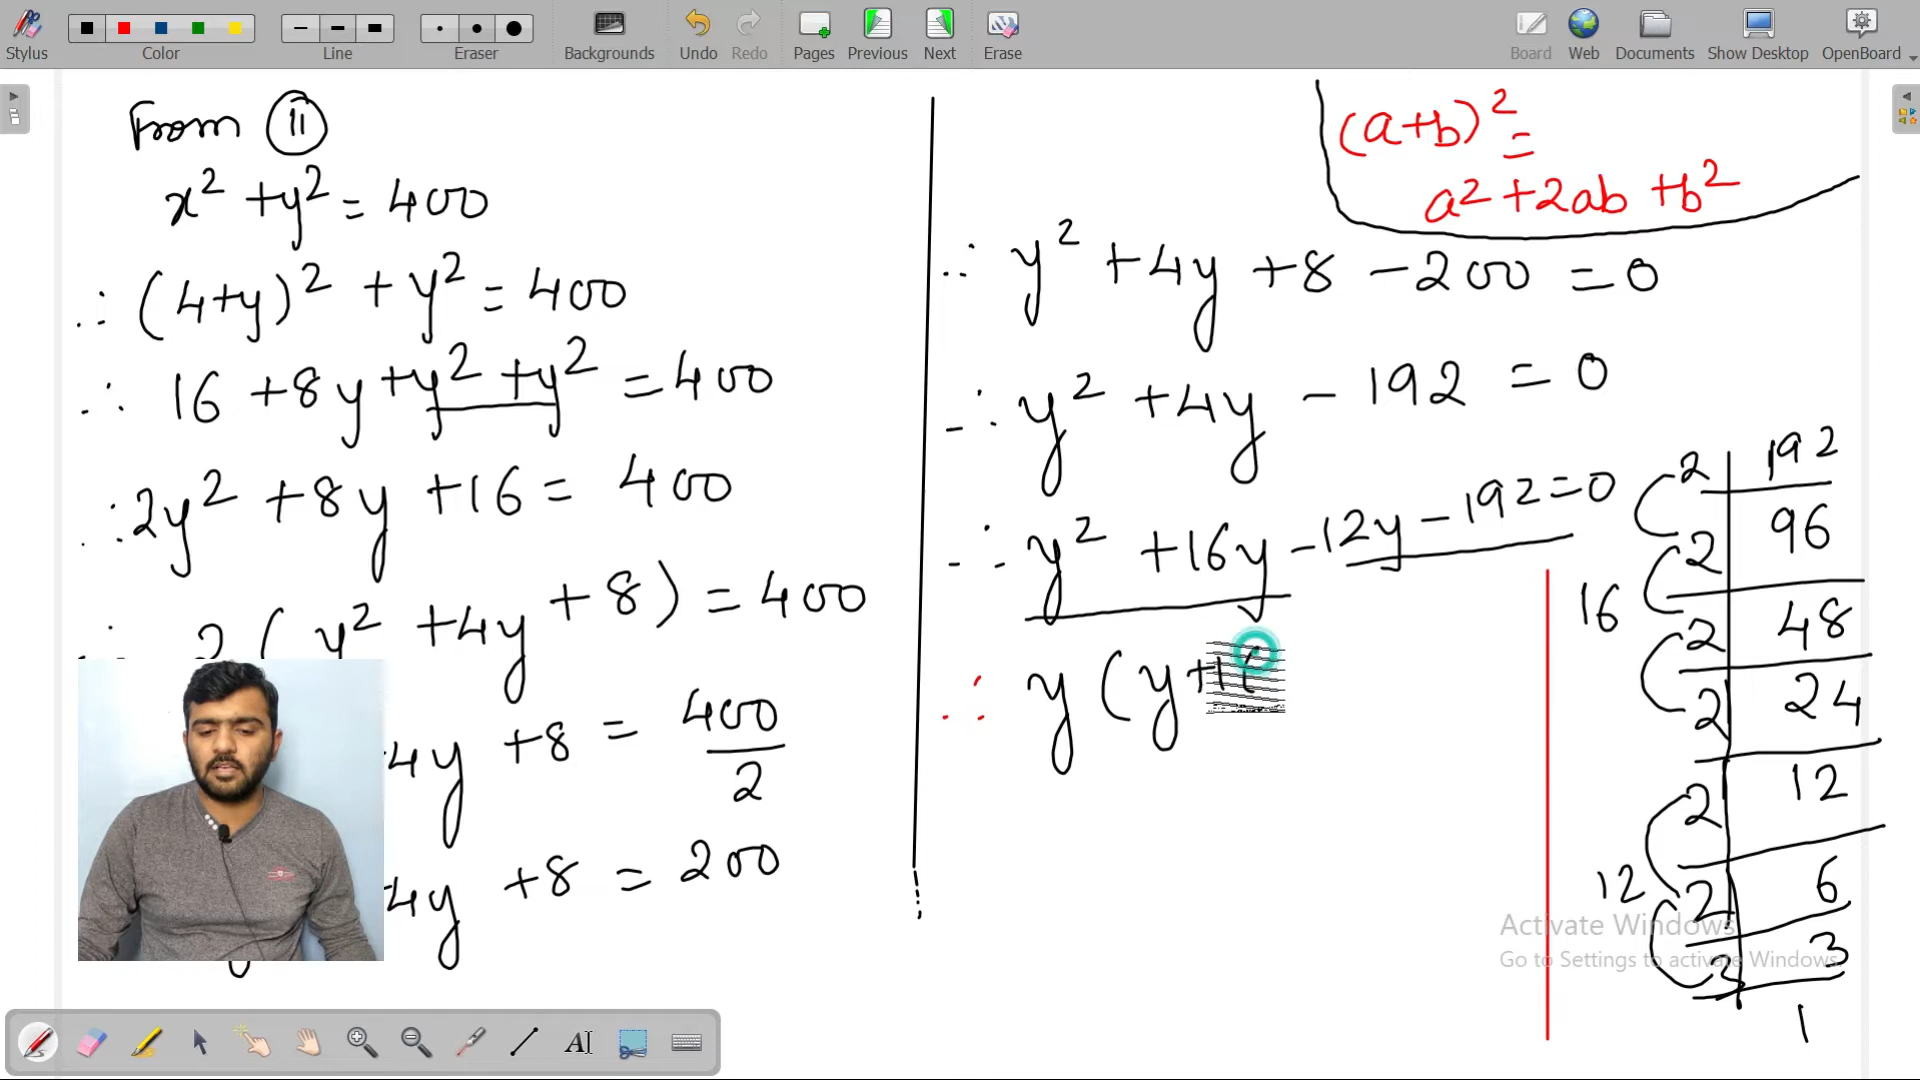 Stylus Color Line Eraser Backgrounds Undo Redo Pages Previous Next Erase Board Web Documents Show Desktop OpenBoard
From (ii)
x² + y² = 400
∴ (4+y)² + y² = 400
∴ 16 + 8y + y² + y² = 400
∴ 2y² + 8y + 16 = 400
∴ 2(y² + 4y + 8) = 400
4y + 8 = 400/2
4y + 8 = 200
(a+b)² =
a² + 2ab + b²
∴ y² + 4y + 8 - 200 = 0
∴ y² + 4y - 192 = 0
∴ y² + 16y - 12y - 192 = 0
∴ y (y+1
2 192
2 96
16
2 48
2 24
2 12
12
2 6
3 3
1
Activate Windows
Go to Settings to activate Windows.
AI